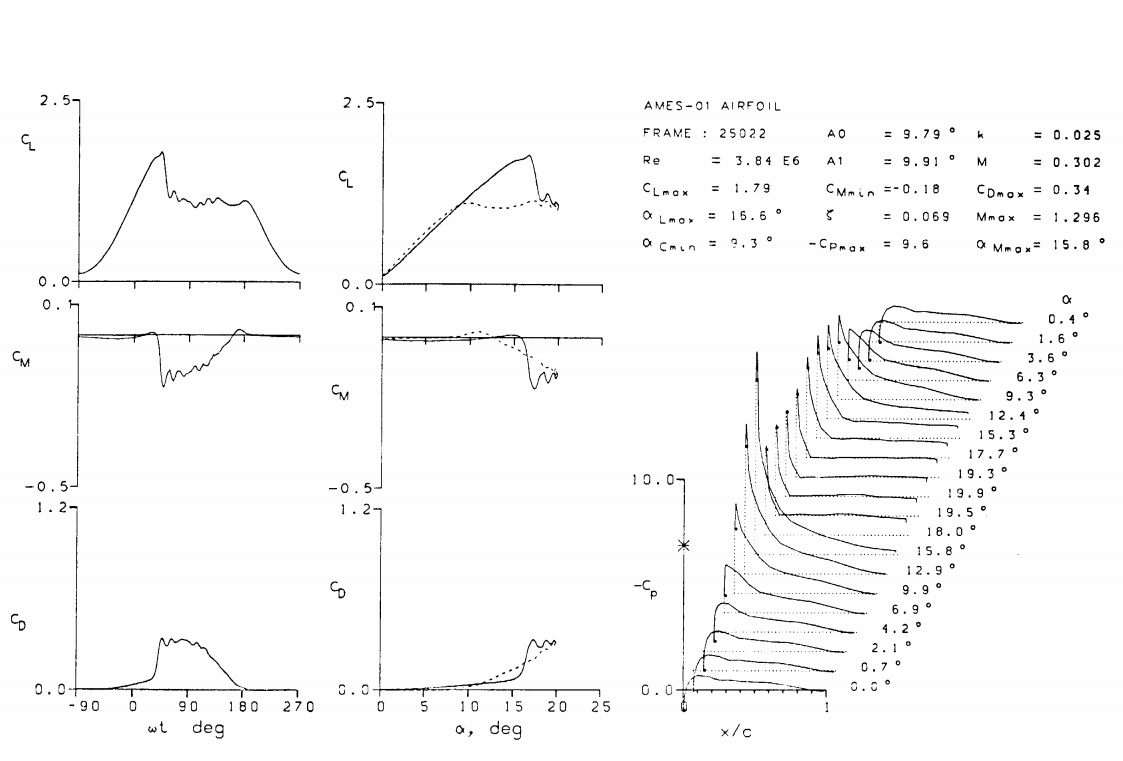 AMES-01 AIRFOIL
FRAME : 25022 A0 = 9.79 ° k = 0.025
Re = 3.84 E6 A1 = 9.91 ° M = 0.302
CLmax = 1.79 CMmin =-0.18 CDmax = 0.34
αLmax = 16.6 ° ζ = 0.069 Mmax = 1.296
αCmin = 9.3 ° -CPmax = 9.6 αMmax= 15.8 °
2.5
CL
0.0
0.1
CM
-0.5
1.2
CD
0.0
-90 0 90 180 270
ωt deg
2.5
CL
0.0
0.1
CM
-0.5
1.2
CD
0.0
0 5 10 15 20 25
α, deg
α
0.4 °
1.6 °
3.6 °
6.3 °
9.3 °
12.4 °
15.3 °
17.7 °
19.3 °
19.9 °
19.5 °
18.0 °
15.8 °
12.9 °
9.9 °
6.9 °
4.2 °
2.1 °
0.7 °
0.0 °
10.0
-Cp
0.0
0 1
x/c